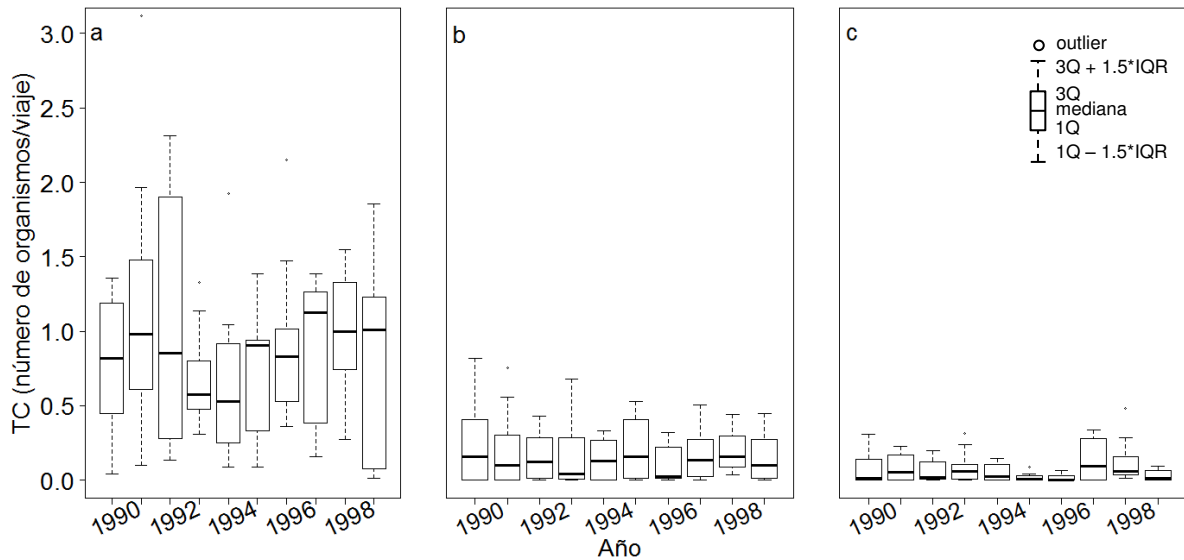 TC (número de organismos/viaje)
3.0
2.5
2.0
1.5
1.0
0.5
0.0
a
b
c
outlier
3Q + 1.5*IQR
3Q
mediana
1Q
1Q − 1.5*IQR
1990 1992 1994 1996 1998
1990 1992 1994 1996 1998
1990 1992 1994 1996 1998
Año